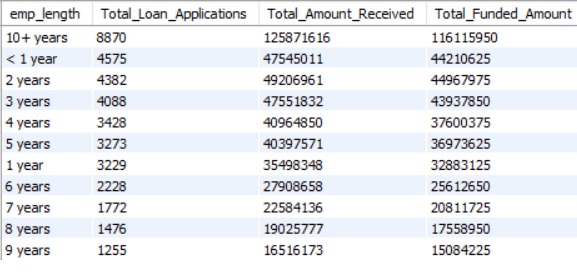 emp_length Total_Loan_Applications Total_Amount_Received Total_Funded_Amount
10+ years 8870 125871616 116115950
< 1 year 4575 47545011 44210625
2 years 4382 49206961 44967975
3 years 4088 47551832 43937850
4 years 3428 40964850 37600375
5 years 3273 40397571 36973625
1 year 3229 35498348 32883125
6 years 2228 27908658 25612650
7 years 1772 22584136 20811725
8 years 1476 19025777 17558950
9 years 1255 16516173 15084225